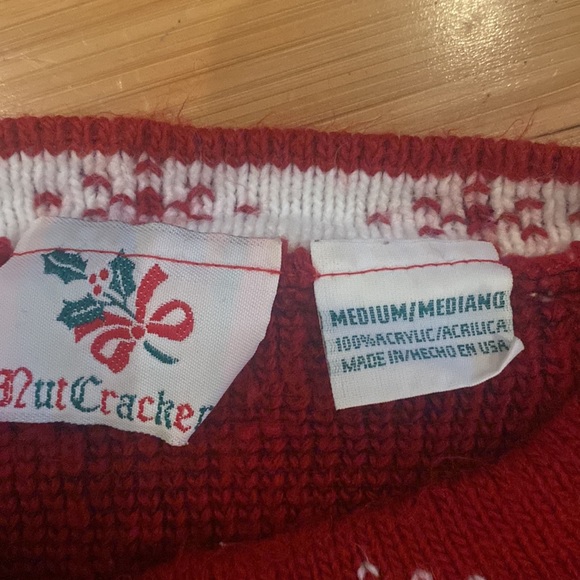 NutCracker
MEDIUM/MEDIANO
100% ACRYLIC/ACRILICA
MADE IN/HECHO EN USA